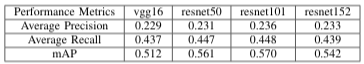 Performance Metrics vgg16 resnet50 resnet101 resnet152
Average Precision 0.229 0.231 0.236 0.233
Average Recall 0.437 0.447 0.448 0.439
mAP 0.512 0.561 0.570 0.542